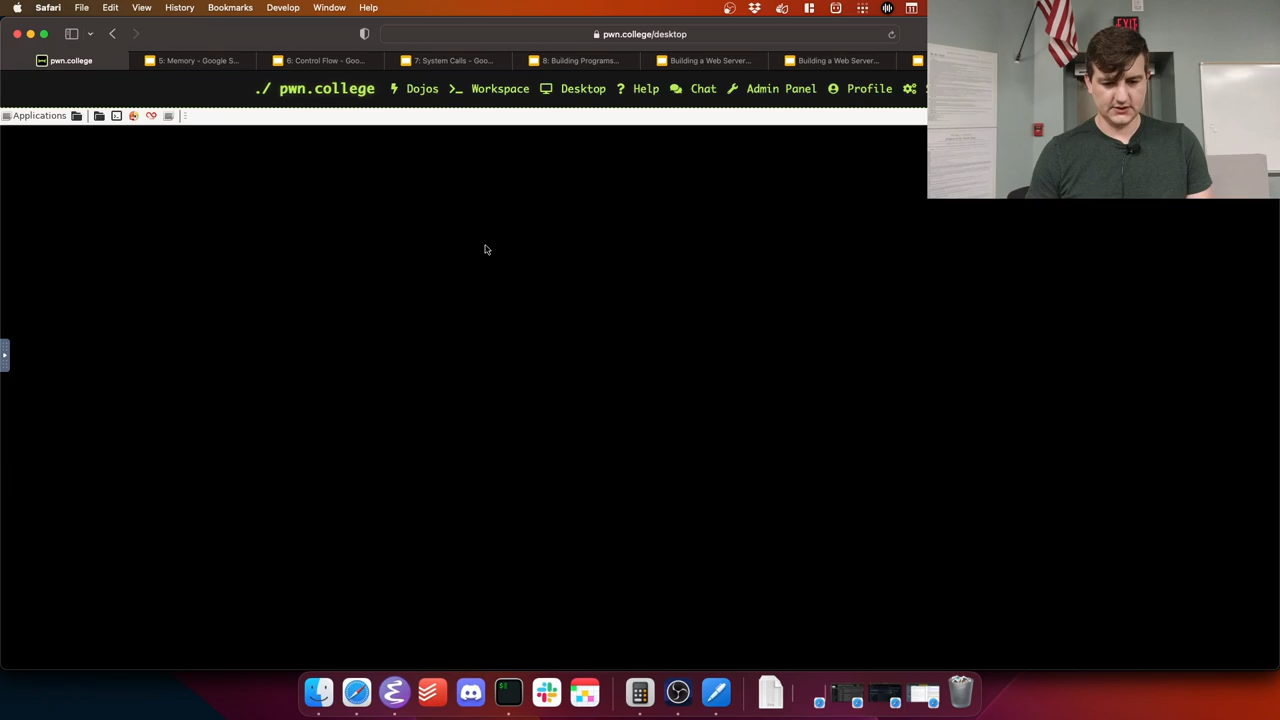 Safari File Edit View History Bookmarks Develop Window Help
pwn.college/desktop
pwn.college 5: Memory - Google S... 6: Control Flow - Goo... 7: System Calls - Goo... 8: Building Programs... Building a Web Server... Building a Web Server...
./ pwn.college Dojos Workspace Desktop Help Chat Admin Panel Profile
Applications
EXIT